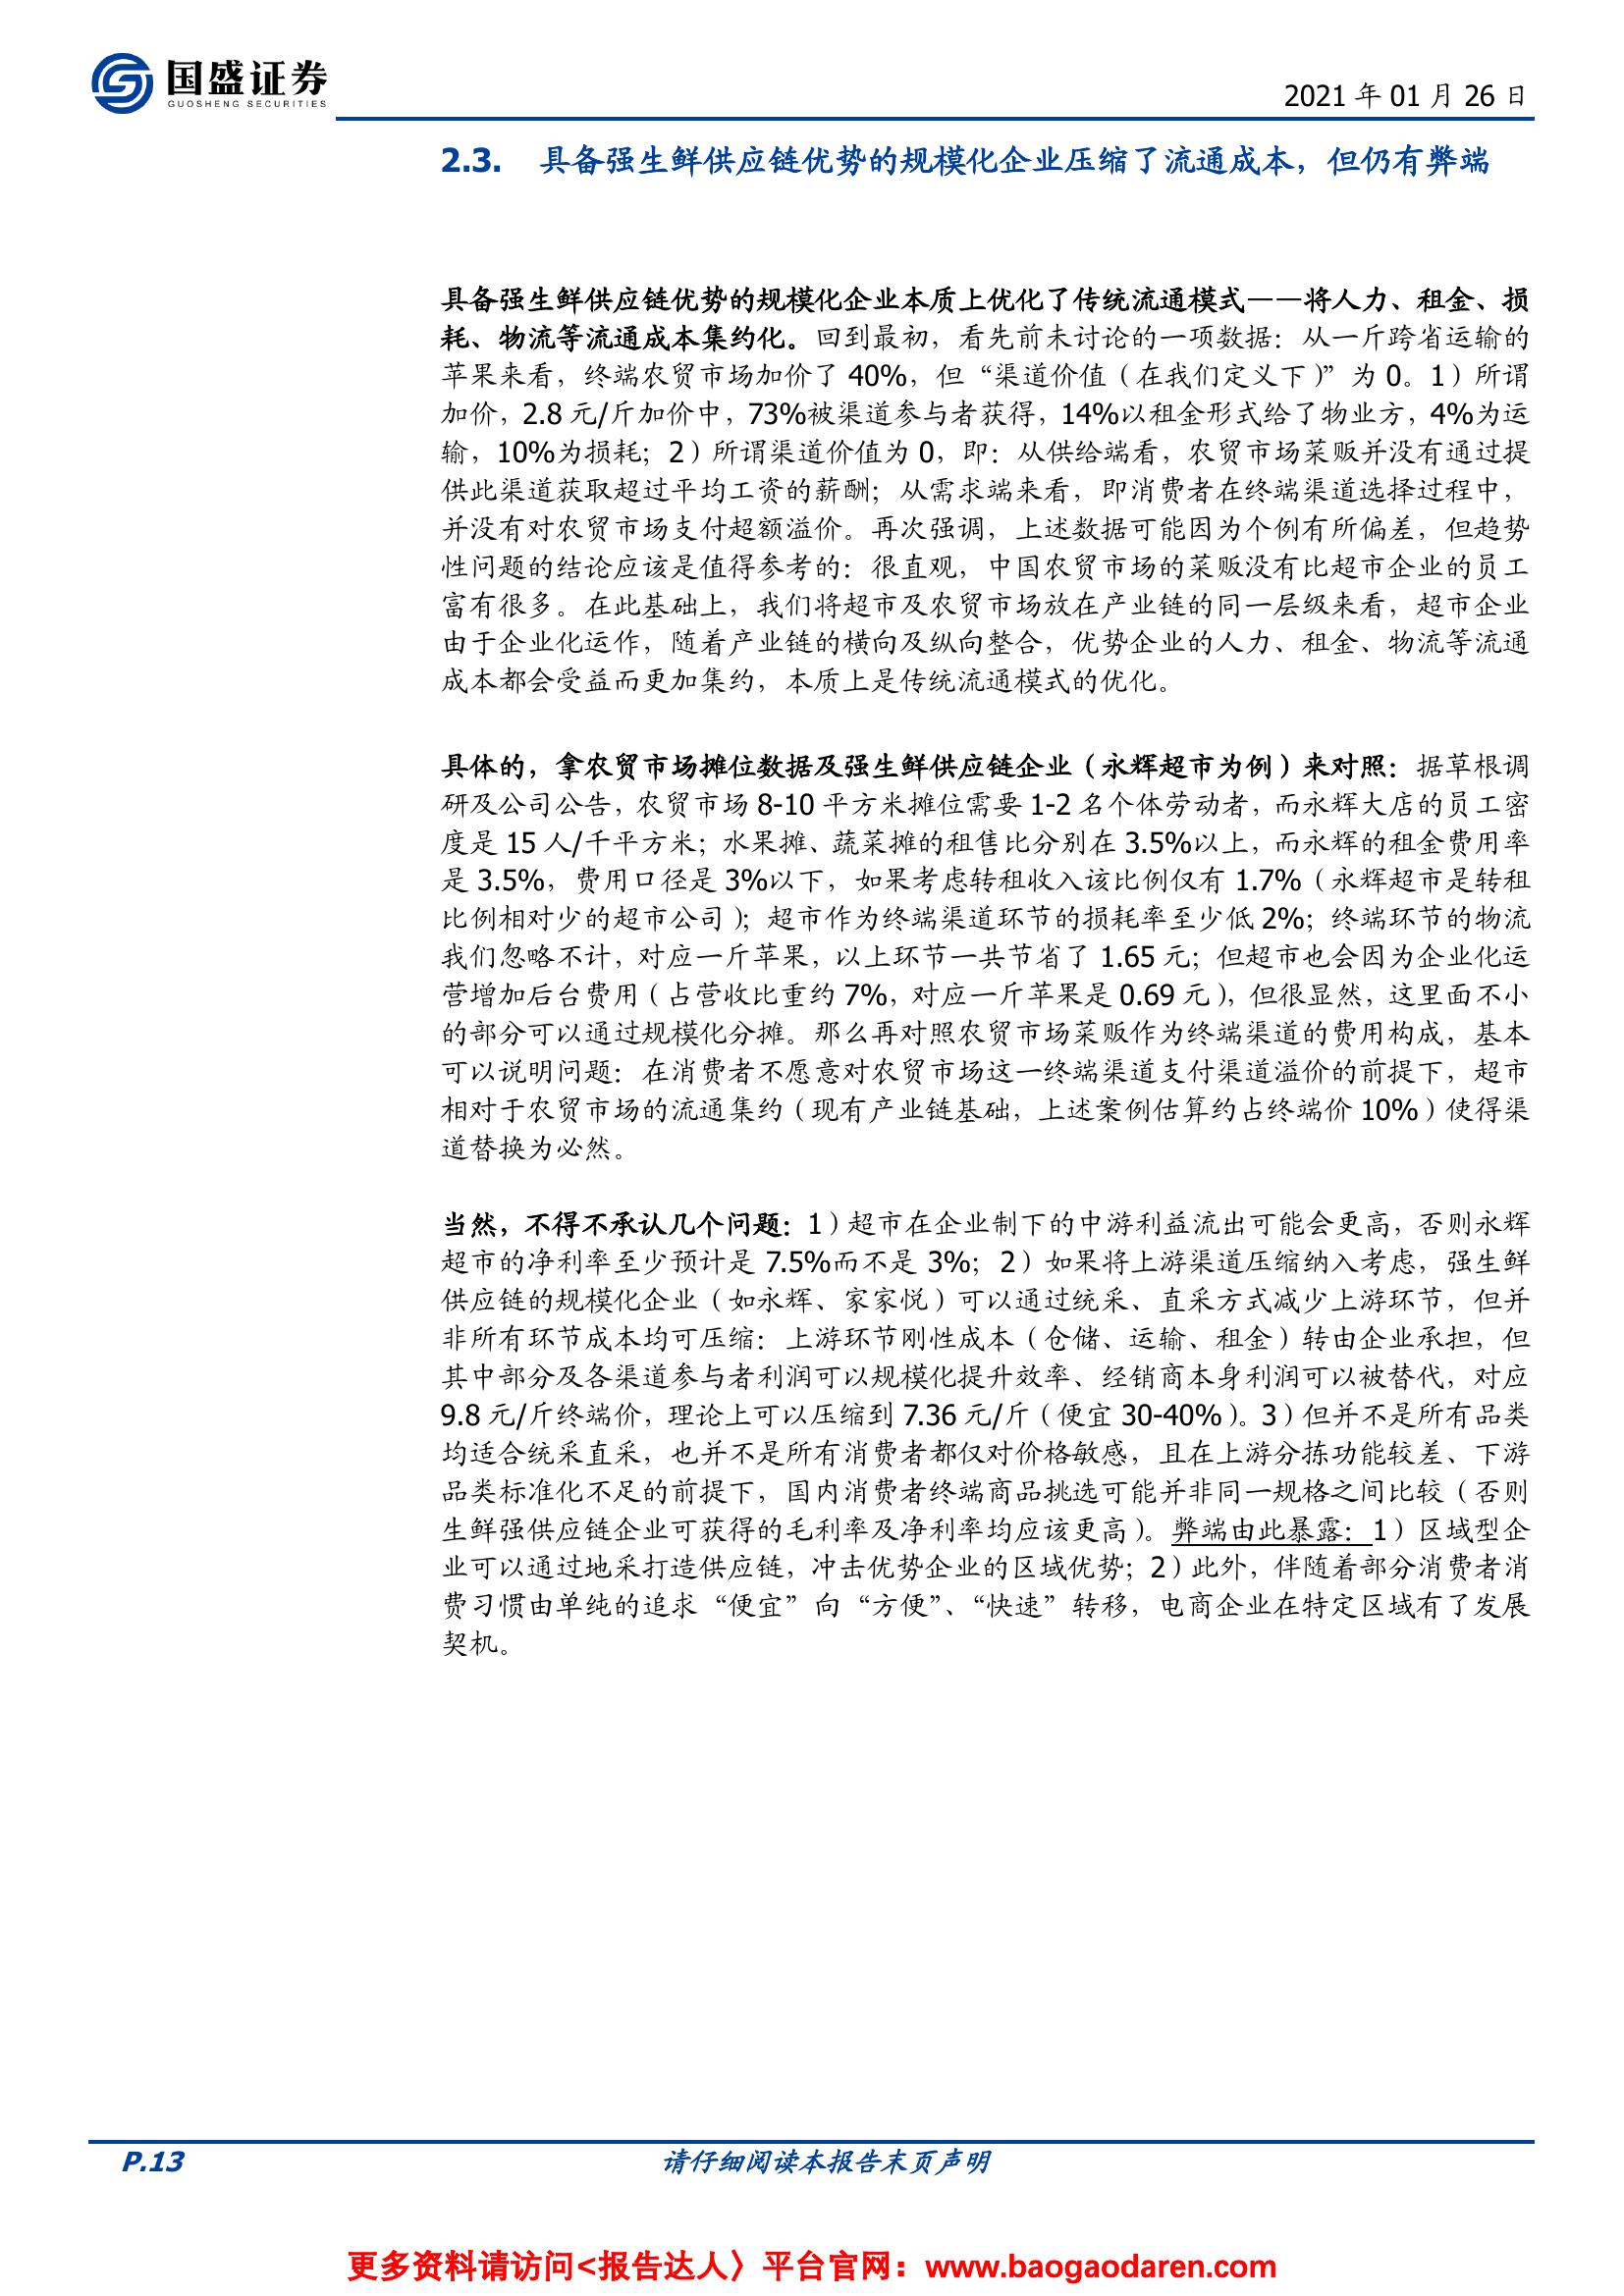 国盛证券
GUOSHENG SECURITIES
2021 年 01 月 26 日
2.3. 具备强生鲜供应链优势的规模化企业压缩了流通成本，但仍有弊端
具备强生鲜供应链优势的规模化企业本质上优化了传统流通模式——将人力、租金、损
耗、物流等流通成本集约化。回到最初，看先前未讨论的一项数据：从一斤跨省运输的
苹果来看，终端农贸市场加价了 40%，但“渠道价值（在我们定义下）”为 0。1）所谓
加价，2.8 元/斤加价中，73%被渠道参与者获得，14%以租金形式给了物业方，4%为运
输，10%为损耗；2）所谓渠道价值为 0，即：从供给端看，农贸市场菜贩并没有通过提
供此渠道获取超过平均工资的薪酬；从需求端来看，即消费者在终端渠道选择过程中，
并没有对农贸市场支付超额溢价。再次强调，上述数据可能因为个例有所偏差，但趋势
性问题的结论应该是值得参考的：很直观，中国农贸市场的菜贩没有比超市企业的员工
富有很多。在此基础上，我们将超市及农贸市场放在产业链的同一层级来看，超市企业
由于企业化运作，随着产业链的横向及纵向整合，优势企业的人力、租金、物流等流通
成本都会受益而更加集约，本质上是传统流通模式的优化。
具体的，拿农贸市场摊位数据及强生鲜供应链企业（永辉超市为例）来对照：据草根调
研及公司公告，农贸市场 8-10 平方米摊位需要 1-2 名个体劳动者，而永辉大店的员工密
度是 15 人/千平方米；水果摊、蔬菜摊的租售比分别在 3.5%以上，而永辉的租金费用率
是 3.5%，费用口径是 3%以下，如果考虑转租收入该比例仅有 1.7%（永辉超市是转租
比例相对少的超市公司）；超市作为终端渠道环节的损耗率至少低 2%；终端环节的物流
我们忽略不计，对应一斤苹果，以上环节一共节省了 1.65 元；但超市也会因为企业化运
营增加后台费用（占营收比重约 7%，对应一斤苹果是 0.69 元），但很显然，这里面不小
的部分可以通过规模化分摊。那么再对照农贸市场菜贩作为终端渠道的费用构成，基本
可以说明问题：在消费者不愿意对农贸市场这一终端渠道支付渠道溢价的前提下，超市
相对于农贸市场的流通集约（现有产业链基础，上述案例估算约占终端价 10%）使得渠
道替换为必然。
当然，不得不承认几个问题：1）超市在企业制下的中游利益流出可能会更高，否则永辉
超市的净利率至少预计是 7.5%而不是 3%；2）如果将上游渠道压缩纳入考虑，强生鲜
供应链的规模化企业（如永辉、家家悦）可以通过统采、直采方式减少上游环节，但并
非所有环节成本均可压缩：上游环节刚性成本（仓储、运输、租金）转由企业承担，但
其中部分及各渠道参与者利润可以规模化提升效率、经销商本身利润可以被替代，对应
9.8 元/斤终端价，理论上可以压缩到 7.36 元/斤（便宜 30-40%）。3）但并不是所有品类
均适合统采直采，也并不是所有消费者都仅对价格敏感，且在上游分拣功能较差、下游
品类标准化不足的前提下，国内消费者终端商品挑选可能并非同一规格之间比较（否则
生鲜强供应链企业可获得的毛利率及净利率均应该更高）。弊端由此暴露：1）区域型企
业可以通过地采打造供应链，冲击优势企业的区域优势；2）此外，伴随着部分消费者消
费习惯由单纯的追求“便宜”向“方便”、“快速”转移，电商企业在特定区域有了发展
契机。
P.13
请仔细阅读本报告末页声明
更多资料请访问<报告达人〉平台官网：www.baogaodaren.com